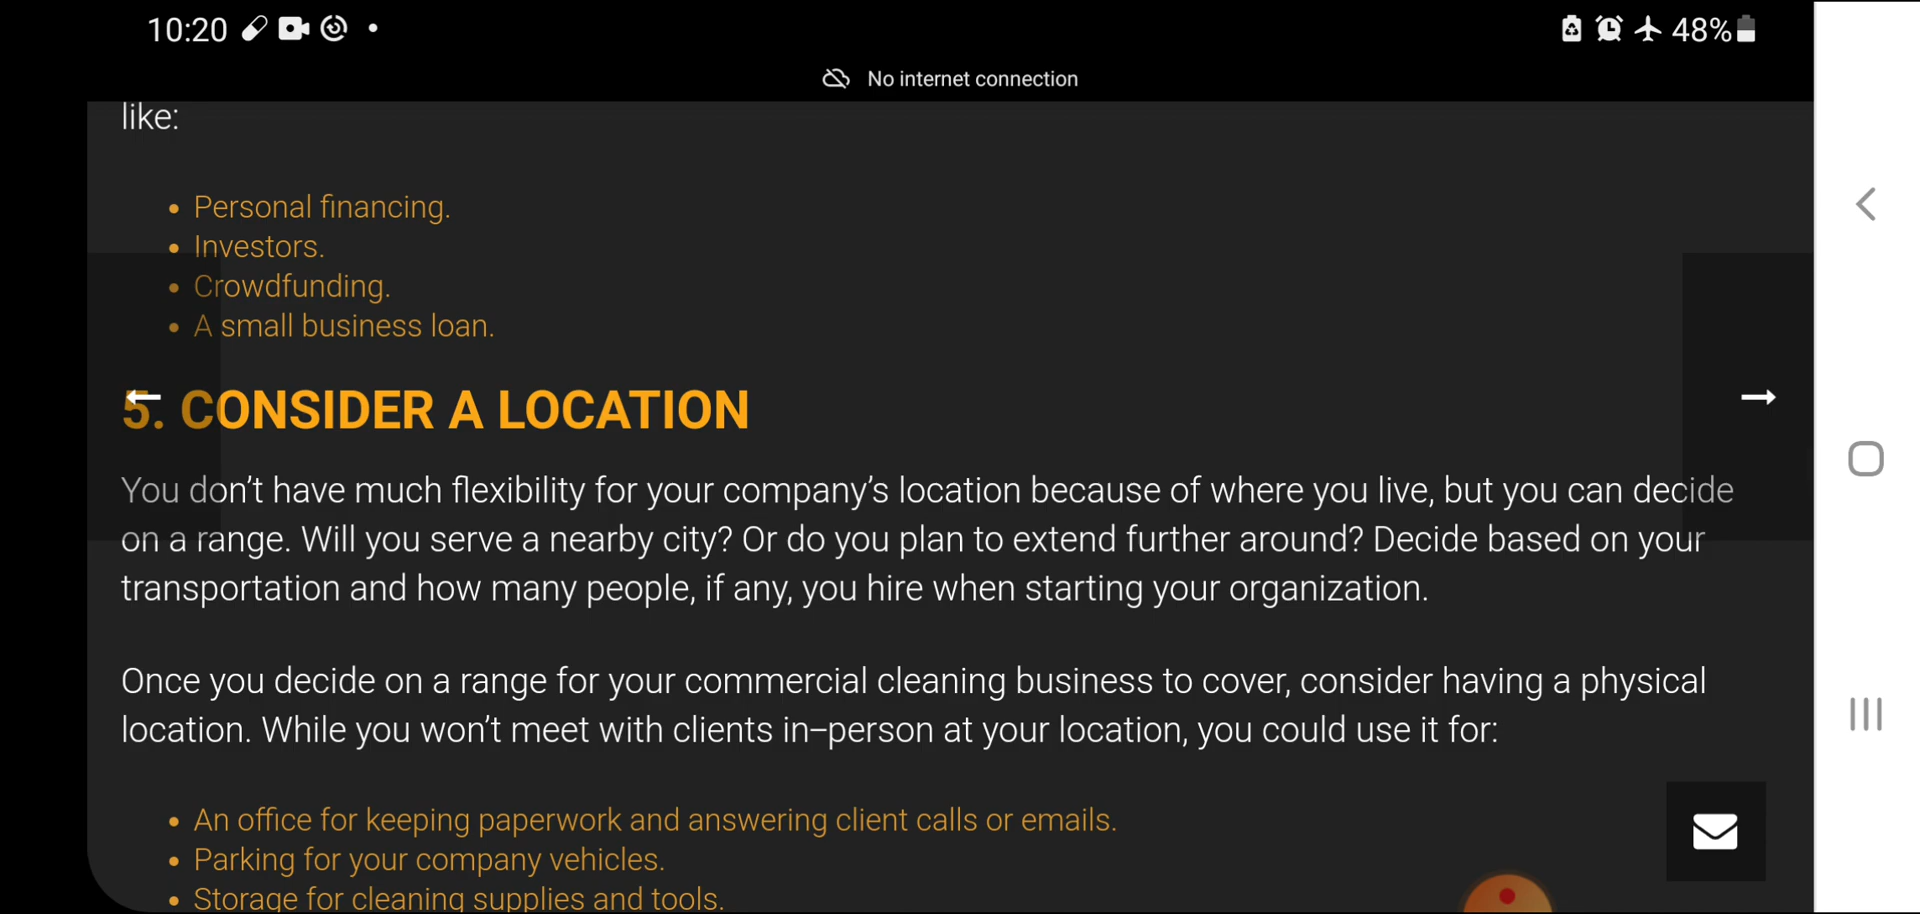 10:20
48%
No internet connection
like:
• Personal financing.
• Investors.
• Crowdfunding.
• A small business loan.
5. CONSIDER A LOCATION
You don’t have much flexibility for your company’s location because of where you live, but you can decide
on a range. Will you serve a nearby city? Or do you plan to extend further around? Decide based on your
transportation and how many people, if any, you hire when starting your organization.
Once you decide on a range for your commercial cleaning business to cover, consider having a physical
location. While you won’t meet with clients in–person at your location, you could use it for:
• An office for keeping paperwork and answering client calls or emails.
• Parking for your company vehicles.
• Storage for cleaning supplies and tools.